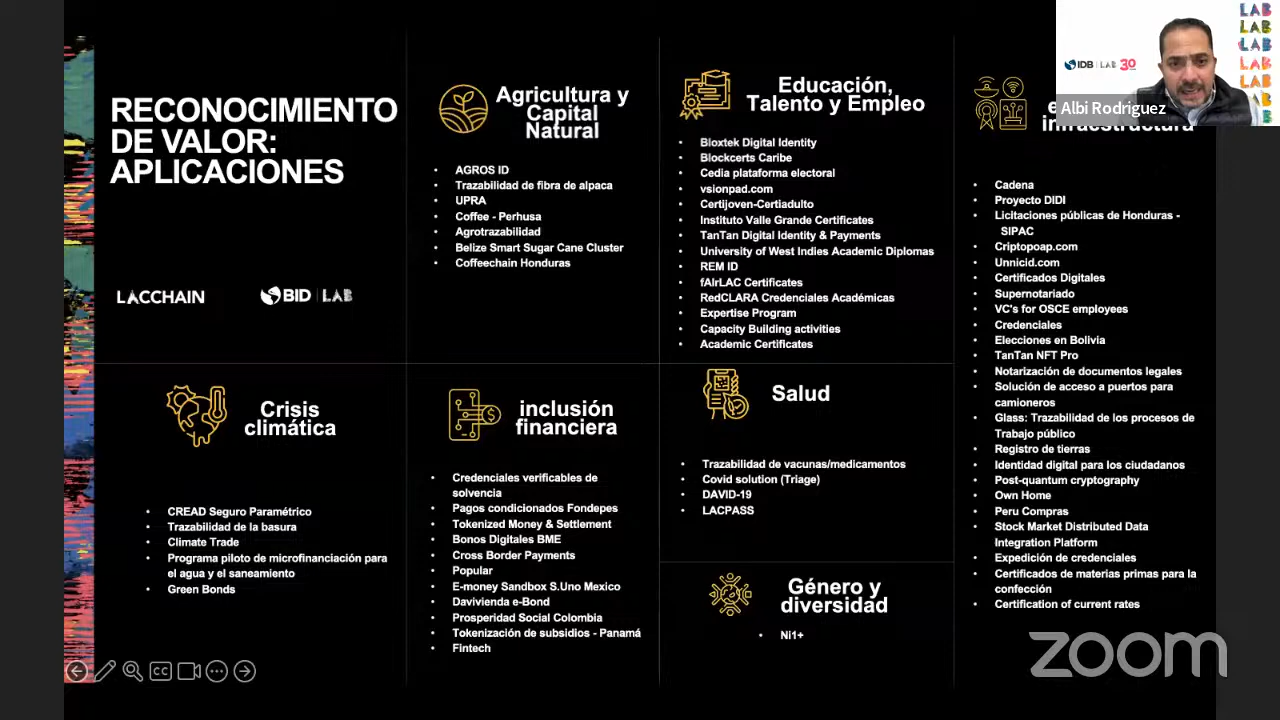 RECONOCIMIENTO
DE VALOR:
APLICACIONES
LACCHAIN
BID | LAB
Agricultura y
Capital
Natural
• AGROS ID
• Trazabilidad de fibra de alpaca
• UPRA
• Coffee - Perhusa
• Agrotrazabilidad
• Belize Smart Sugar Cane Cluster
• Coffeechain Honduras
Educación,
Talento y Empleo
• Bloxtek Digital Identity
• Blockcerts Caribe
• Cedia plataforma electoral
• vsionpad.com
• Certijoven-Certiadulto
• Instituto Valle Grande Certificates
• TanTan Digital Identity & Payments
• University of West Indies Academic Diplomas
• REM ID
• fAIrLAC Certificates
• RedCLARA Credenciales Académicas
• Expertise Program
• Capacity Building activities
• Academic Certificates
infraestructura
• Cadena
• Proyecto DIDI
• Licitaciones públicas de Honduras -
SIPAC
• Criptopoap.com
• Unnicid.com
• Certificados Digitales
• Supernotariado
• VC's for OSCE employees
• Credenciales
• Elecciones en Bolivia
• TanTan NFT Pro
• Notarización de documentos legales
• Solución de acceso a puertos para
camioneros
• Glass: Trazabilidad de los procesos de
Trabajo público
• Registro de tierras
• Identidad digital para los ciudadanos
• Post-quantum cryptography
• Own Home
• Peru Compras
• Stock Market Distributed Data
Integration Platform
• Expedición de credenciales
• Certificados de materias primas para la
confección
• Certification of current rates
Crisis
climática
• CREAD Seguro Paramétrico
• Trazabilidad de la basura
• Climate Trade
• Programa piloto de microfinanciación para
el agua y el saneamiento
• Green Bonds
inclusión
financiera
• Credenciales verificables de
solvencia
• Pagos condicionados Fondepes
• Tokenized Money & Settlement
• Bonos Digitales BME
• Cross Border Payments
• Popular
• E-money Sandbox S.Uno Mexico
• Davivienda e-Bond
• Prosperidad Social Colombia
• Tokenización de subsidios - Panamá
• Fintech
Salud
• Trazabilidad de vacunas/medicamentos
• Covid solution (Triage)
• DAVID-19
• LACPASS
Género y
diversidad
• NI1+
IDB | LAB 30
LAB
LAB
LAB
LAB
LAB
LAB
Albi Rodriguez
CC
zoom